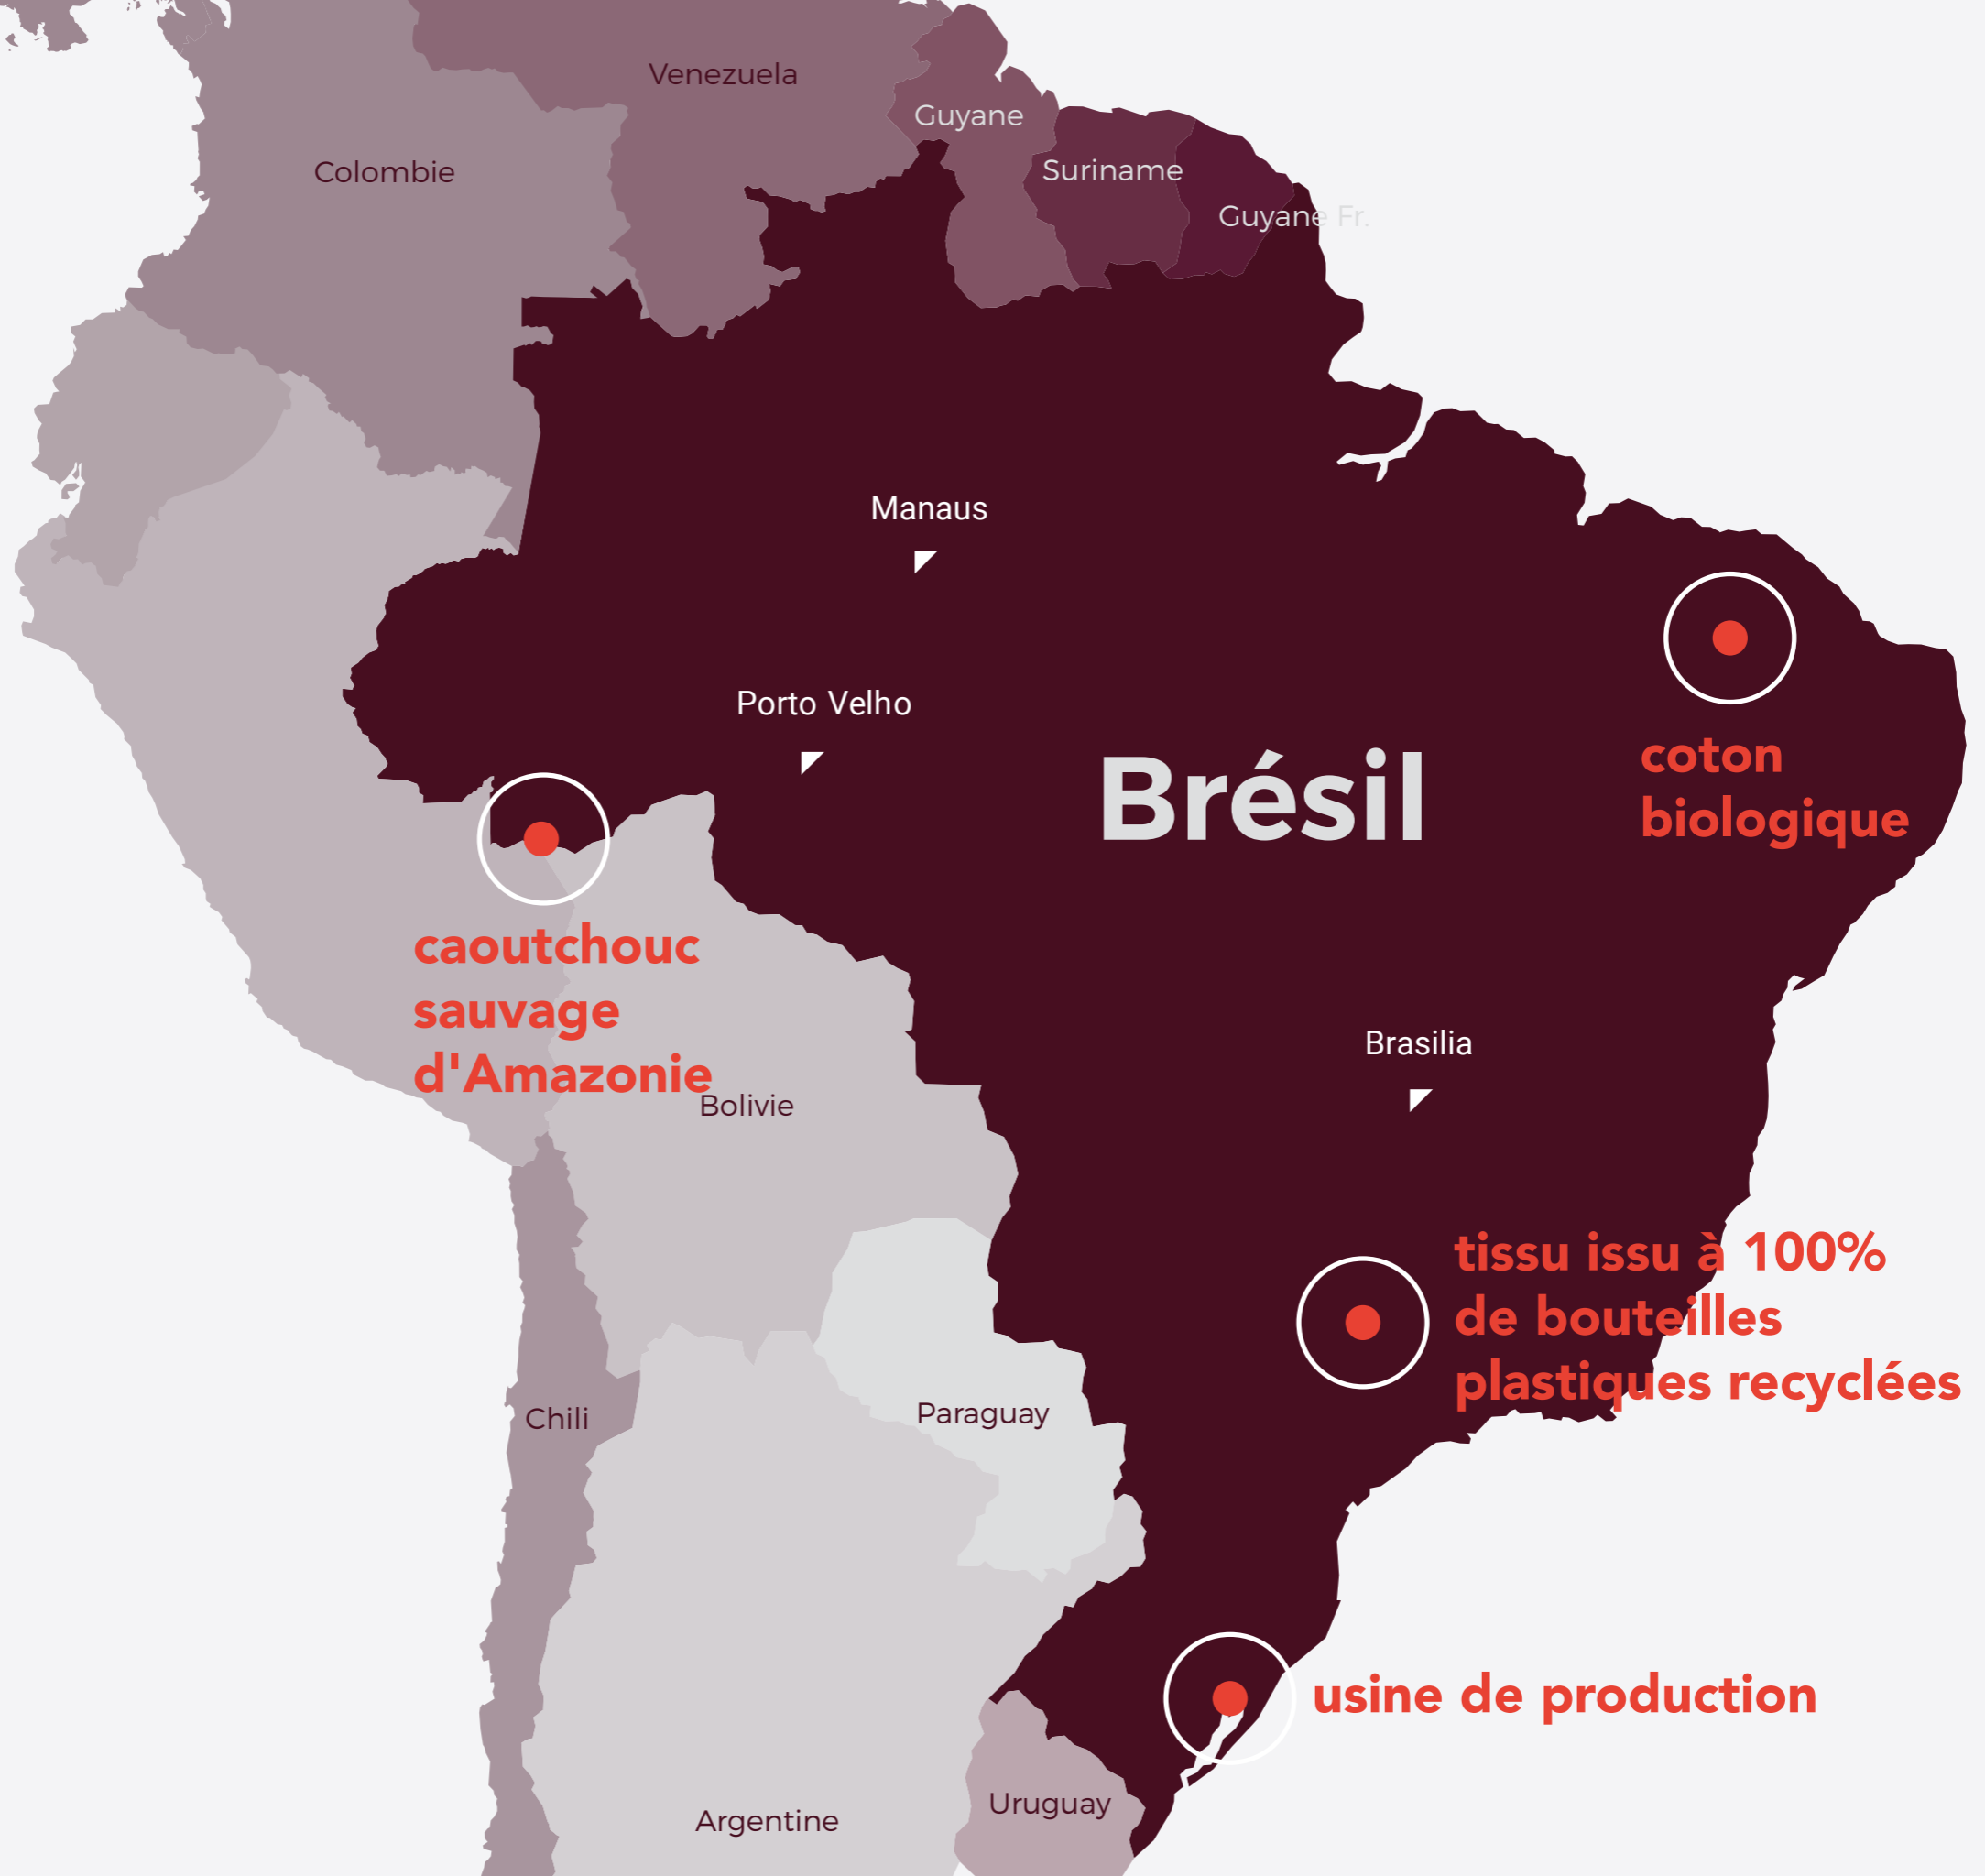 Venezuela
Guyane
Colombie
Suriname
Guyane Fr.
Manaus
Porto Velho
Brésil
coton
biologique
caoutchouc
sauvage
d'Amazonie
Brasilia
Bolivie
tissu issu à 100%
de bouteilles
plastiques recyclées
Paraguay
Chili
usine de production
Uruguay
Argentine